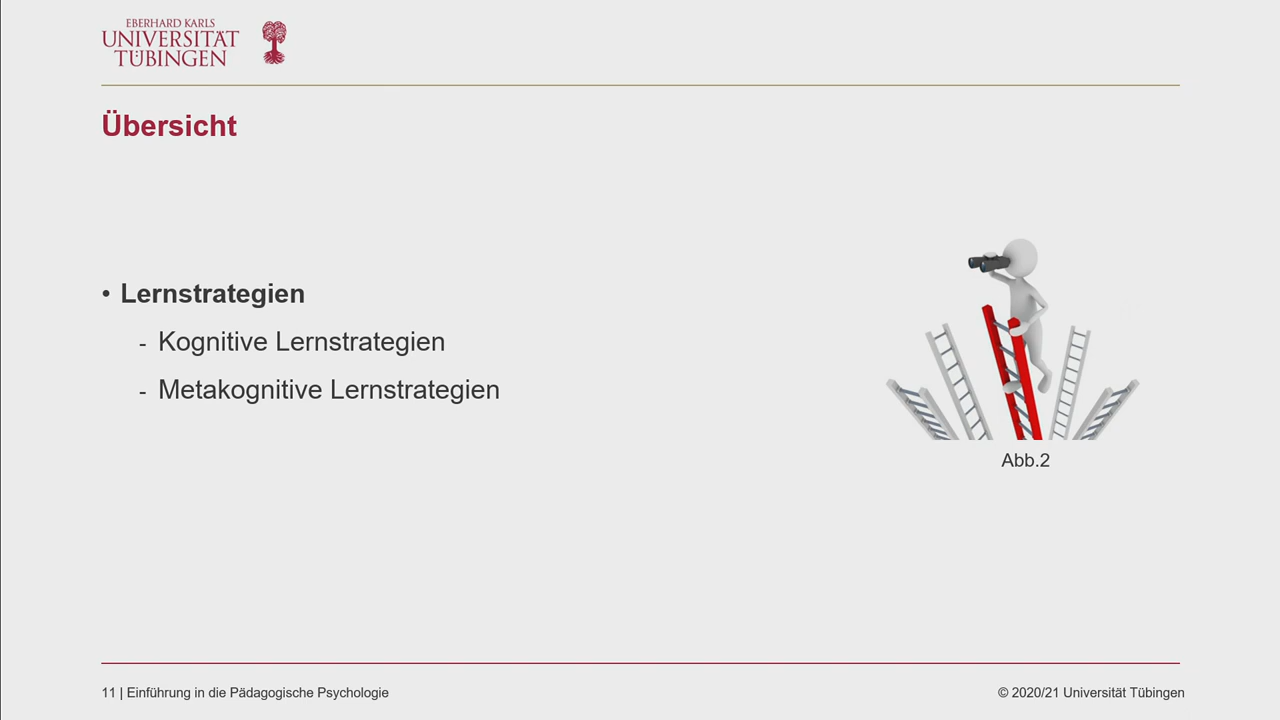 EBERHARD KARLS
UNIVERSITÄT
TÜBINGEN
Übersicht
• Lernstrategien
- Kognitive Lernstrategien
- Metakognitive Lernstrategien
Abb.2
11 | Einführung in die Pädagogische Psychologie
© 2020/21 Universität Tübingen